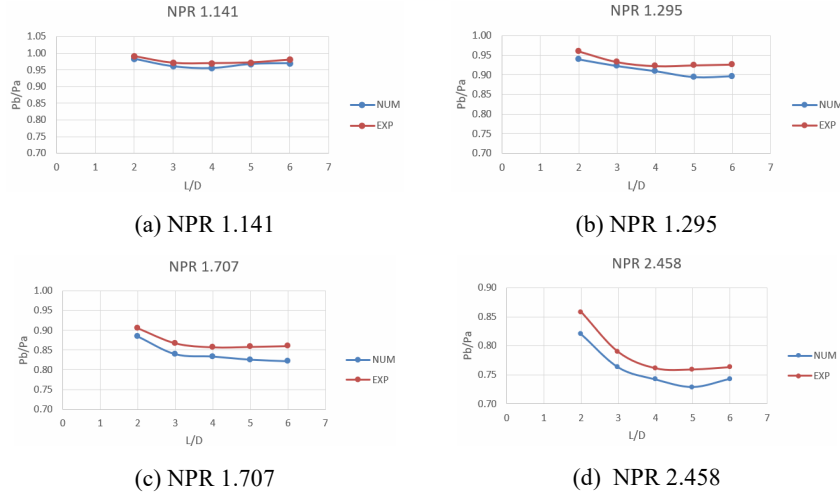 NPR 1.141
1.05
1.00
0.95
0.90
0.85
0.80
0.75
0.70
Pb/Pa
0 1 2 3 4 5 6 7
L/D
NUM
EXP
(a) NPR 1.141
NPR 1.295
1.00
0.95
0.90
0.85
0.80
0.75
0.70
Pb/Pa
0 1 2 3 4 5 6 7
L/D
NUM
EXP
(b) NPR 1.295
NPR 1.707
1.00
0.95
0.90
0.85
0.80
0.75
0.70
Pb/Pa
0 1 2 3 4 5 6 7
L/D
NUM
EXP
(c) NPR 1.707
NPR 2.458
0.90
0.85
0.80
0.75
0.70
Pb/Pa
0 1 2 3 4 5 6 7
L/D
NUM
EXP
(d) NPR 2.458